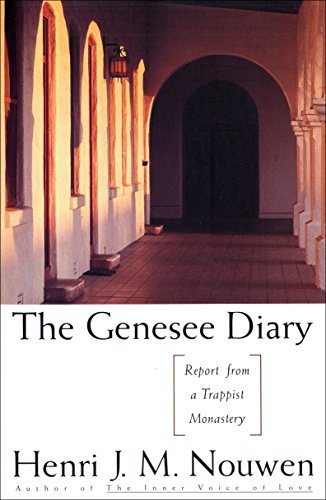 The Genesee Diary
Report from
a Trappist
Monastery
Henri J. M. Nouwen
Author of The Inner Voice of Love